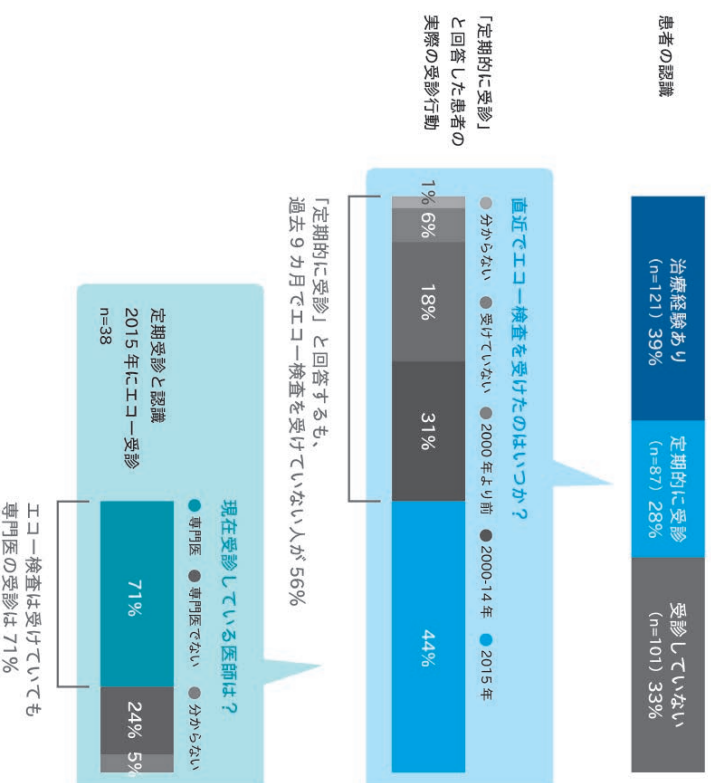 患者の認識
治療経験あり
(n=121) 39%
定期的に受診
(n=87) 28%
受診していない
(n=101) 33%
「定期的に受診」
と回答した患者の
実際の受診行動
直近でエコー検査を受けたのはいつか？
分からない 受けていない 2000年より前 2000-14年 2015年
1% 6% 18% 31% 44%
「定期的に受診」と回答するも、
過去9カ月でエコー検査を受けていない人が56%
定期受診と認識
2015年にエコー受診
n=38
現在受診している医師は？
専門医 専門医でない 分からない
71% 24% 5%
エコー検査は受けていても
専門医の受診は71%